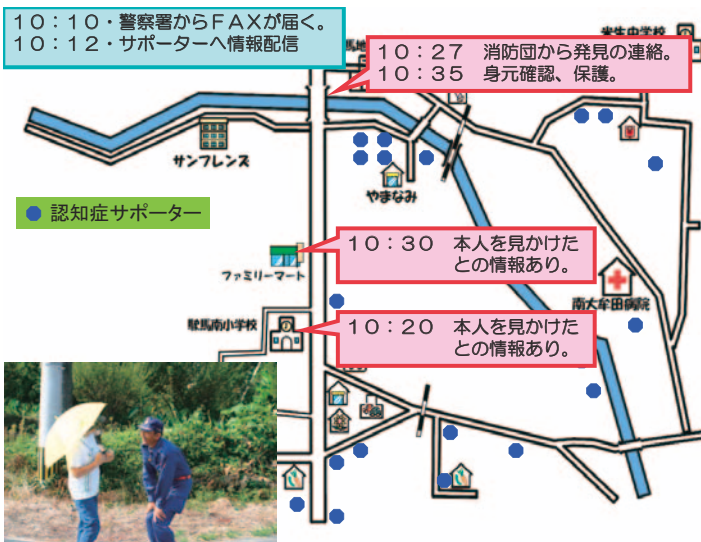 10:10・警察署からFAXが届く。
10:12・サポーターへ情報配信
10:27 消防団から発見の連絡。
10:35 身元確認、保護。
サンフレンズ
やまなみ
認知症サポーター
10:30 本人を見かけた
との情報あり。
ファミリーマート
南大牟田病院
駛馬南小学校
10:20 本人を見かけた
との情報あり。